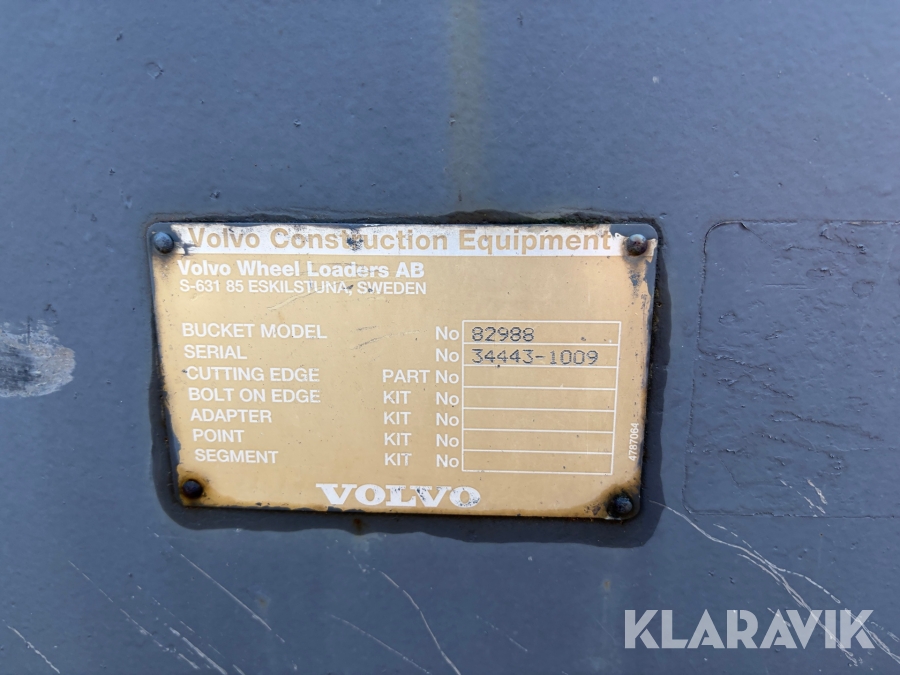 Volvo Construction Equipment
Volvo Wheel Loaders AB
S-631 85 ESKILSTUNA, SWEDEN
BUCKET MODEL No 82988
SERIAL No 34443-1009
CUTTING EDGE PART No
BOLT ON EDGE KIT No
ADAPTER KIT No
POINT KIT No
SEGMENT KIT No
4787064
VOLVO
KLARAVIK